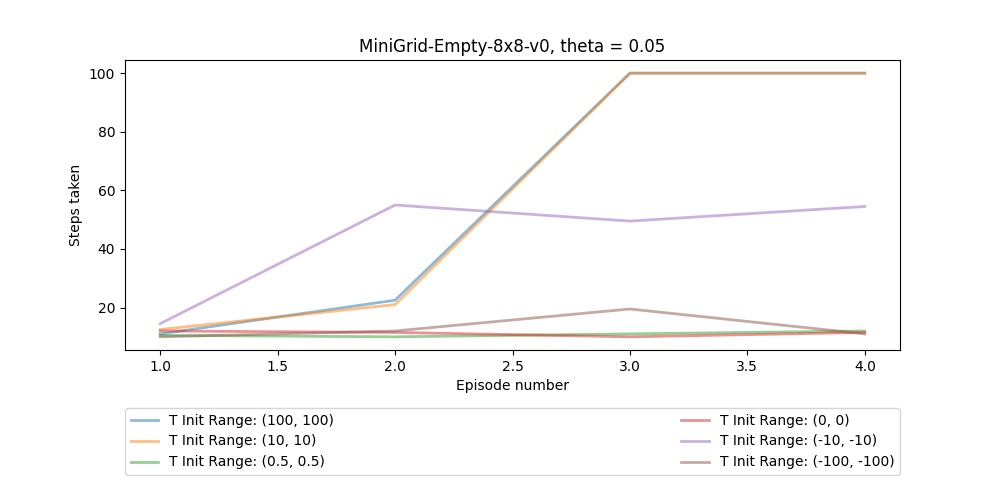 MiniGrid-Empty-8x8-v0, theta = 0.05
100
80
60
40
20
Steps taken
1.0 1.5 2.0 2.5 3.0 3.5 4.0
Episode number
T Init Range: (100, 100)
T Init Range: (10, 10)
T Init Range: (0.5, 0.5)
T Init Range: (0, 0)
T Init Range: (-10, -10)
T Init Range: (-100, -100)